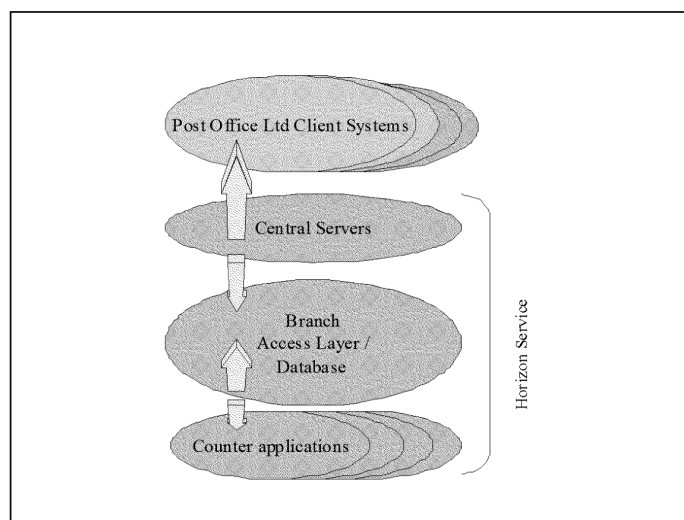 Post Office Ltd Client Systems
Central Servers
Branch
Access Layer /
Database
Counter applications
Horizon Service